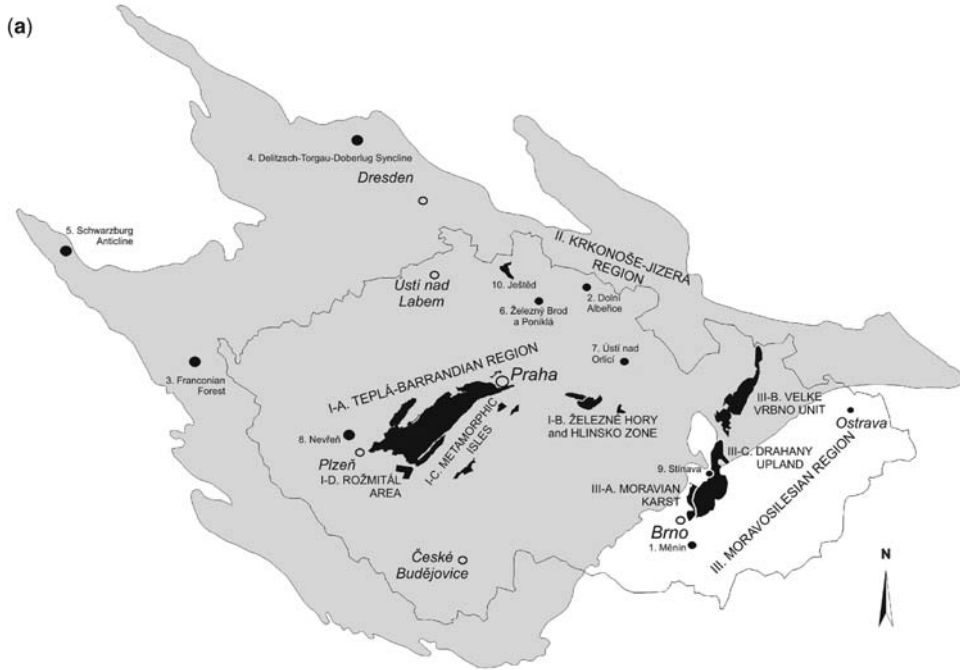 (a)
4. Delitzsch-Torgau-Doberlug Syncline
Dresden
5. Schwarzburg
Anticline
II. KRKONOŠE-JIZERA
REGION
Ústí nad
Labem
10. Ještěd
2. Dolní
Albeřice
6. Železný Brod
a Poniklá
7. Ústí nad
Orlicí
3. Franconian
Forest
I-A. TEPLÁ-BARRANDIAN REGION
Praha
III-B. VELKE
VRBNO UNIT
Ostrava
I-B. ŽELEZNÉ HORY
and HLINSKO ZONE
8. Nevřeň
Plzeň
I-C. METAMORPHIC
ISLES
I-D. ROŽMITÁL
AREA
III-C. DRAHANY
UPLAND
9. Stínava
III-A. MORAVIAN
KARST
III. MORAVOSILESIAN REGION
Brno
1. Měnín
České
Budějovice
N